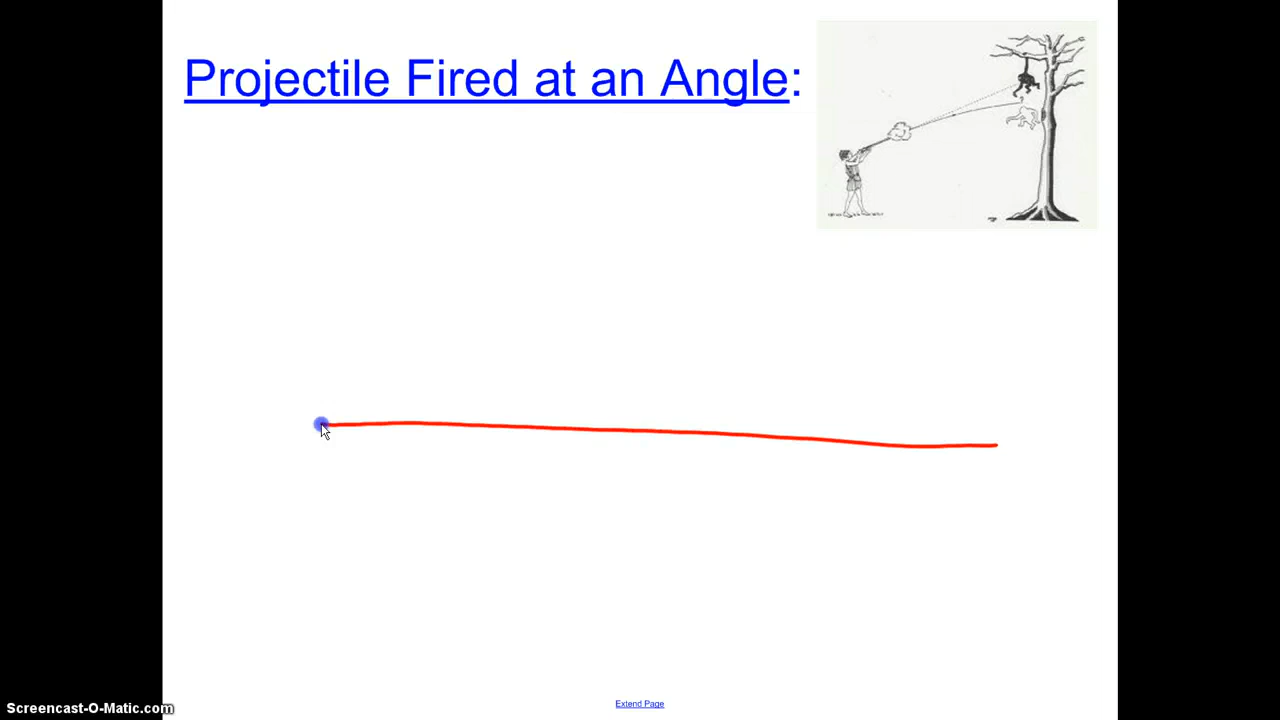 Projectile Fired at an Angle:
Extend Page
Screencast-O-Matic.com